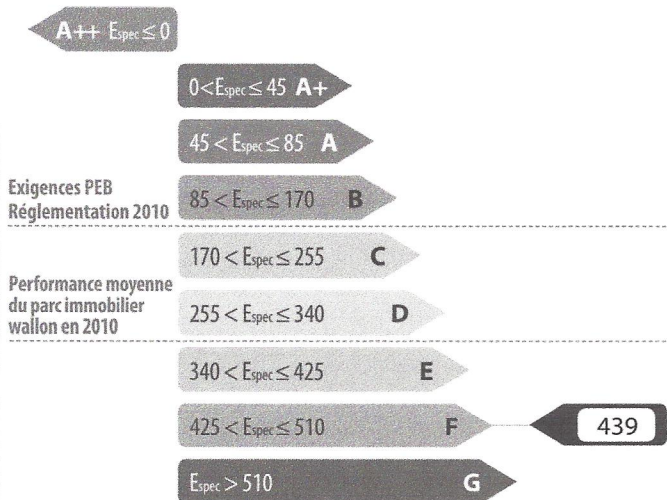 A++ Espec ≤ 0
0 < Espec ≤ 45 A+
45 < Espec ≤ 85 A
Exigences PEB
Réglementation 2010
85 < Espec ≤ 170 B
170 < Espec ≤ 255 C
Performance moyenne
du parc immobilier
wallon en 2010
255 < Espec ≤ 340 D
340 < Espec ≤ 425 E
425 < Espec ≤ 510 F
439
Espec > 510 G